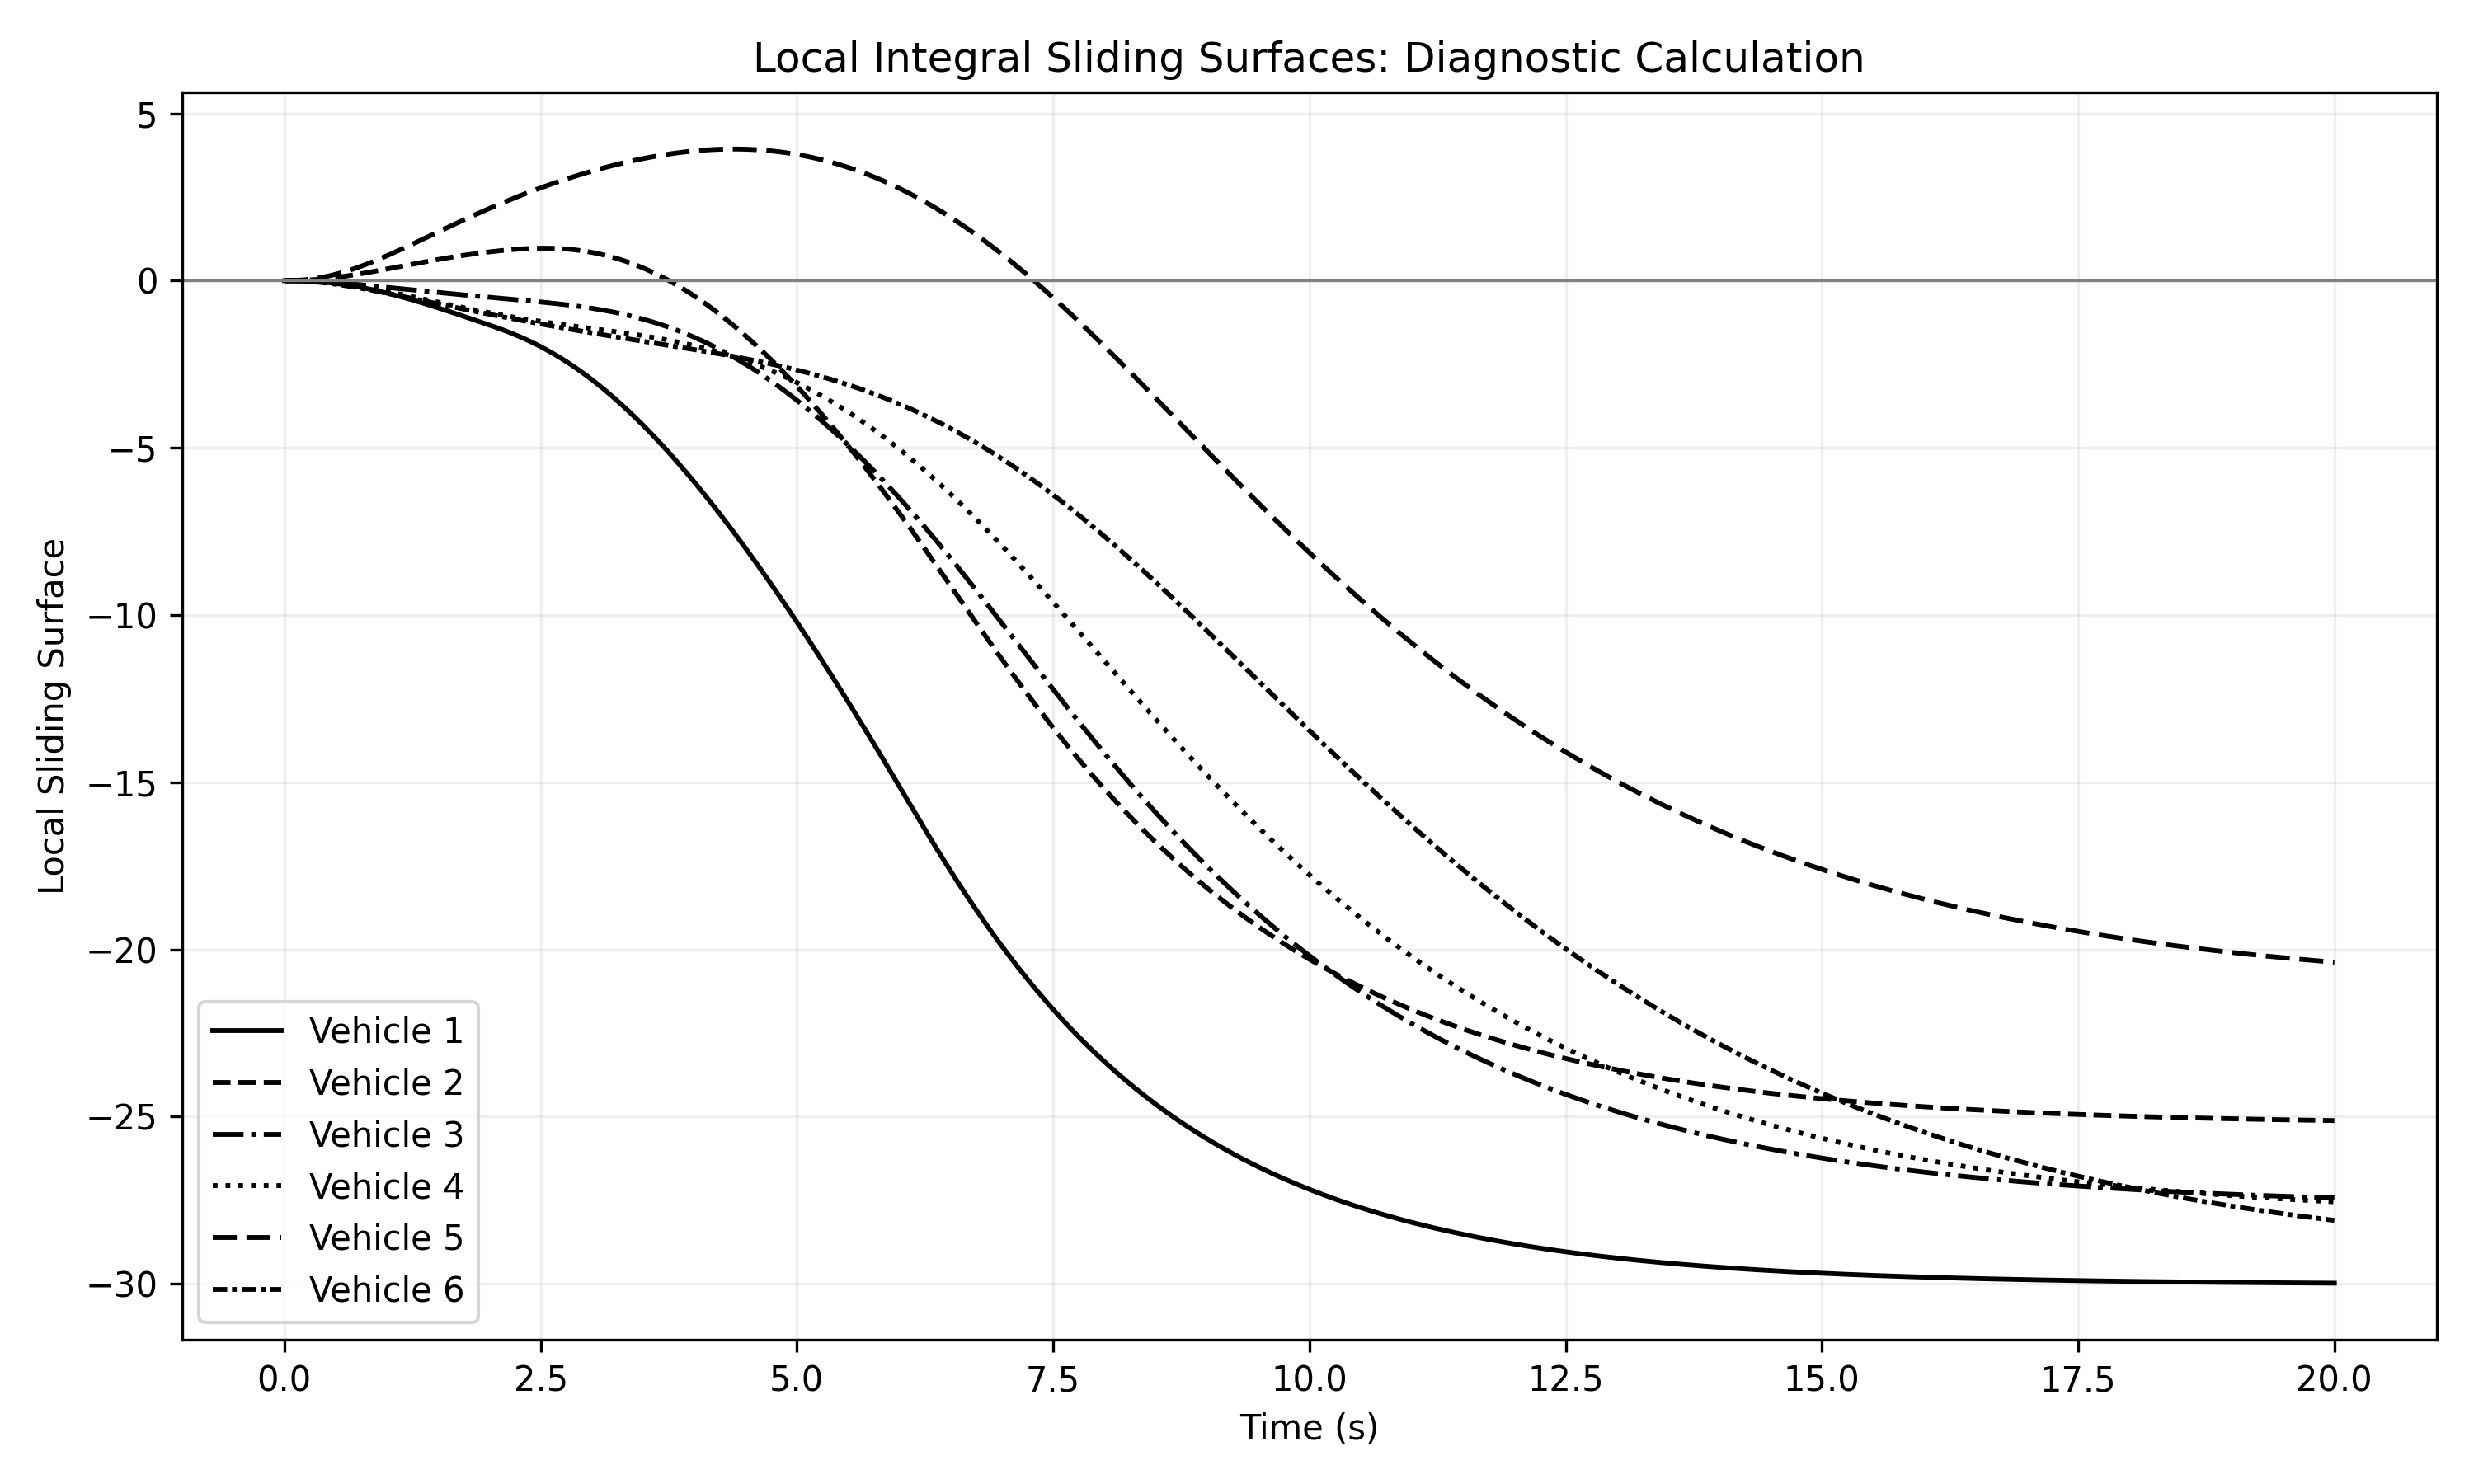 Local Integral Sliding Surfaces: Diagnostic Calculation
Local Sliding Surface
5
0
−5
−10
−15
−20
−25
−30
Vehicle 1
Vehicle 2
Vehicle 3
Vehicle 4
Vehicle 5
Vehicle 6
0.0 2.5 5.0 7.5 10.0 12.5 15.0 17.5 20.0
Time (s)